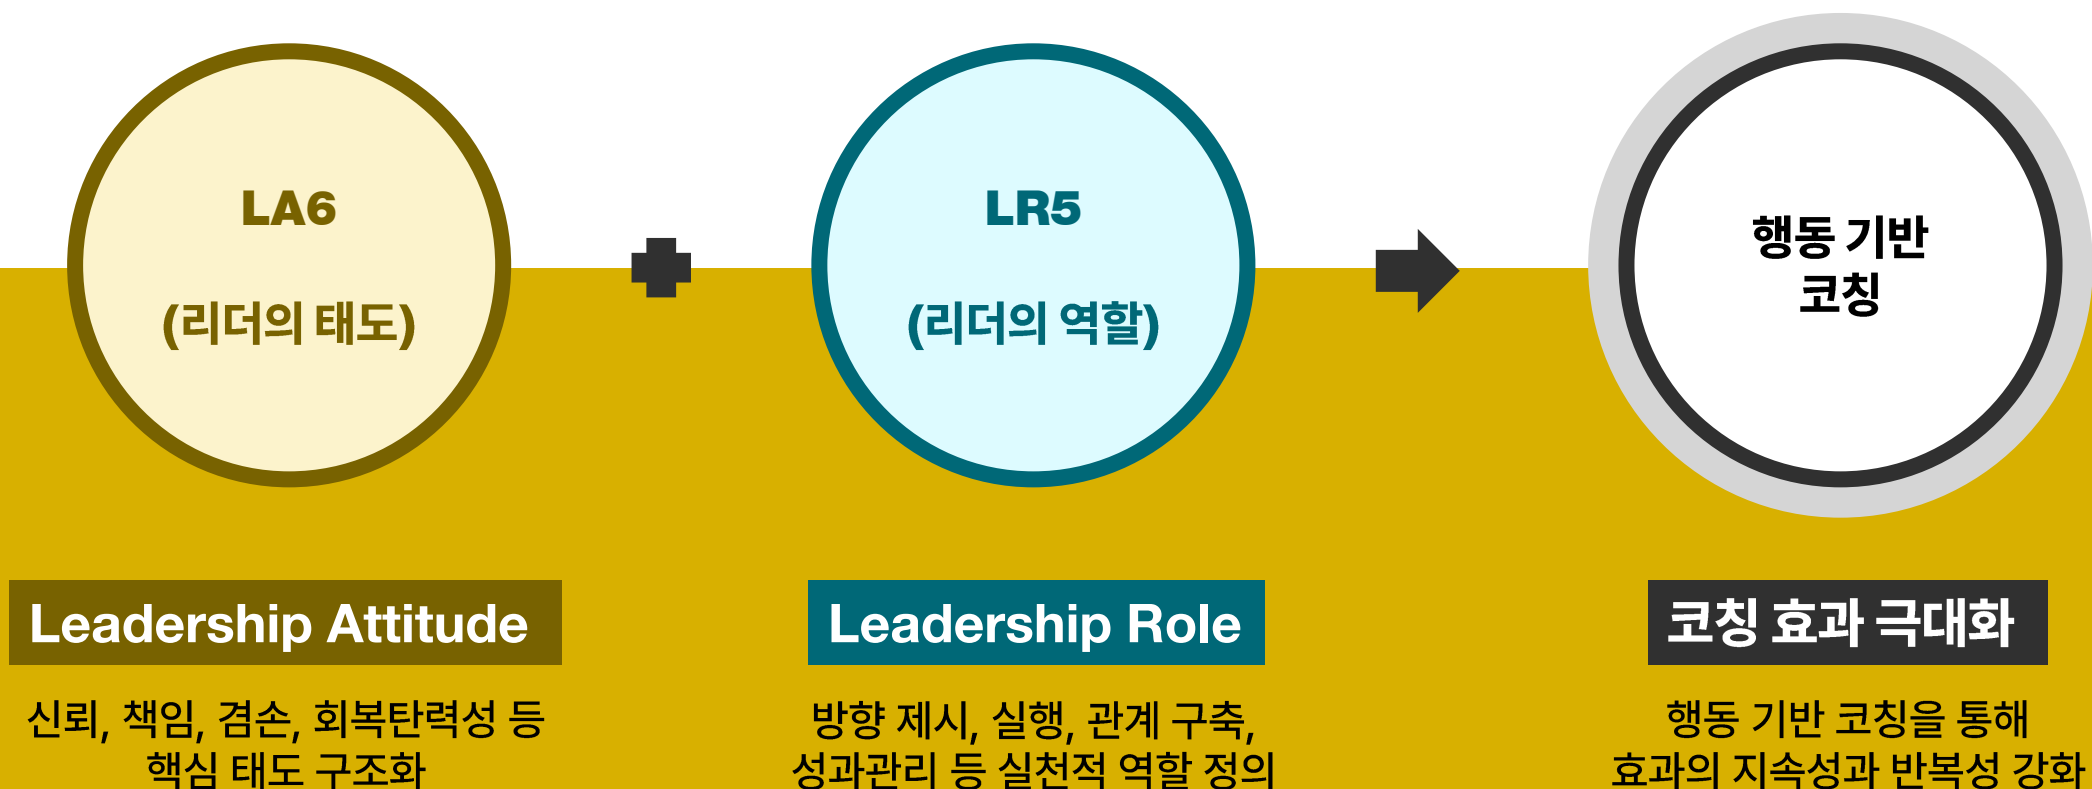 LA6
(리더의 태도)
LR5
(리더의 역할)
행동 기반
코칭
Leadership Attitude
신뢰, 책임, 겸손, 회복탄력성 등
핵심 태도 구조화
Leadership Role
방향 제시, 실행, 관계 구축,
성과관리 등 실천적 역할 정의
코칭 효과 극대화
행동 기반 코칭을 통해
효과의 지속성과 반복성 강화